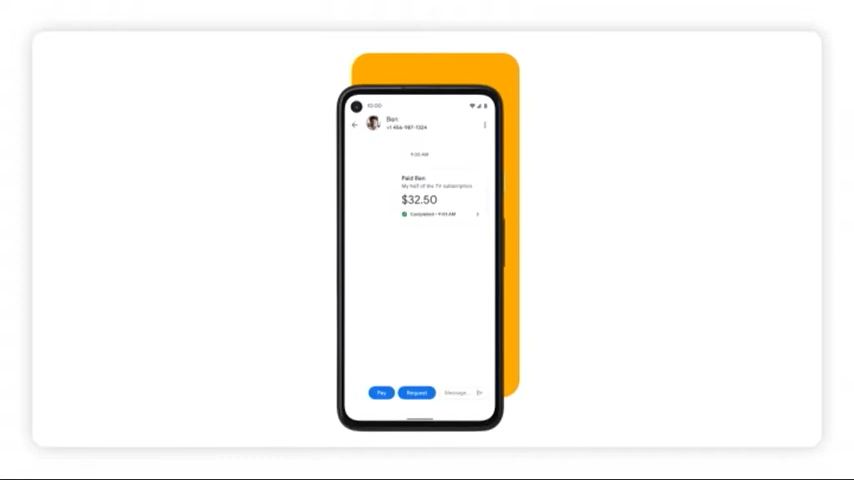 10:00
Ben
9:00 AM
Paid Ben
My half of the TV subscription
$32.50
Completed • 9:03 AM
Pay
Request
Message...